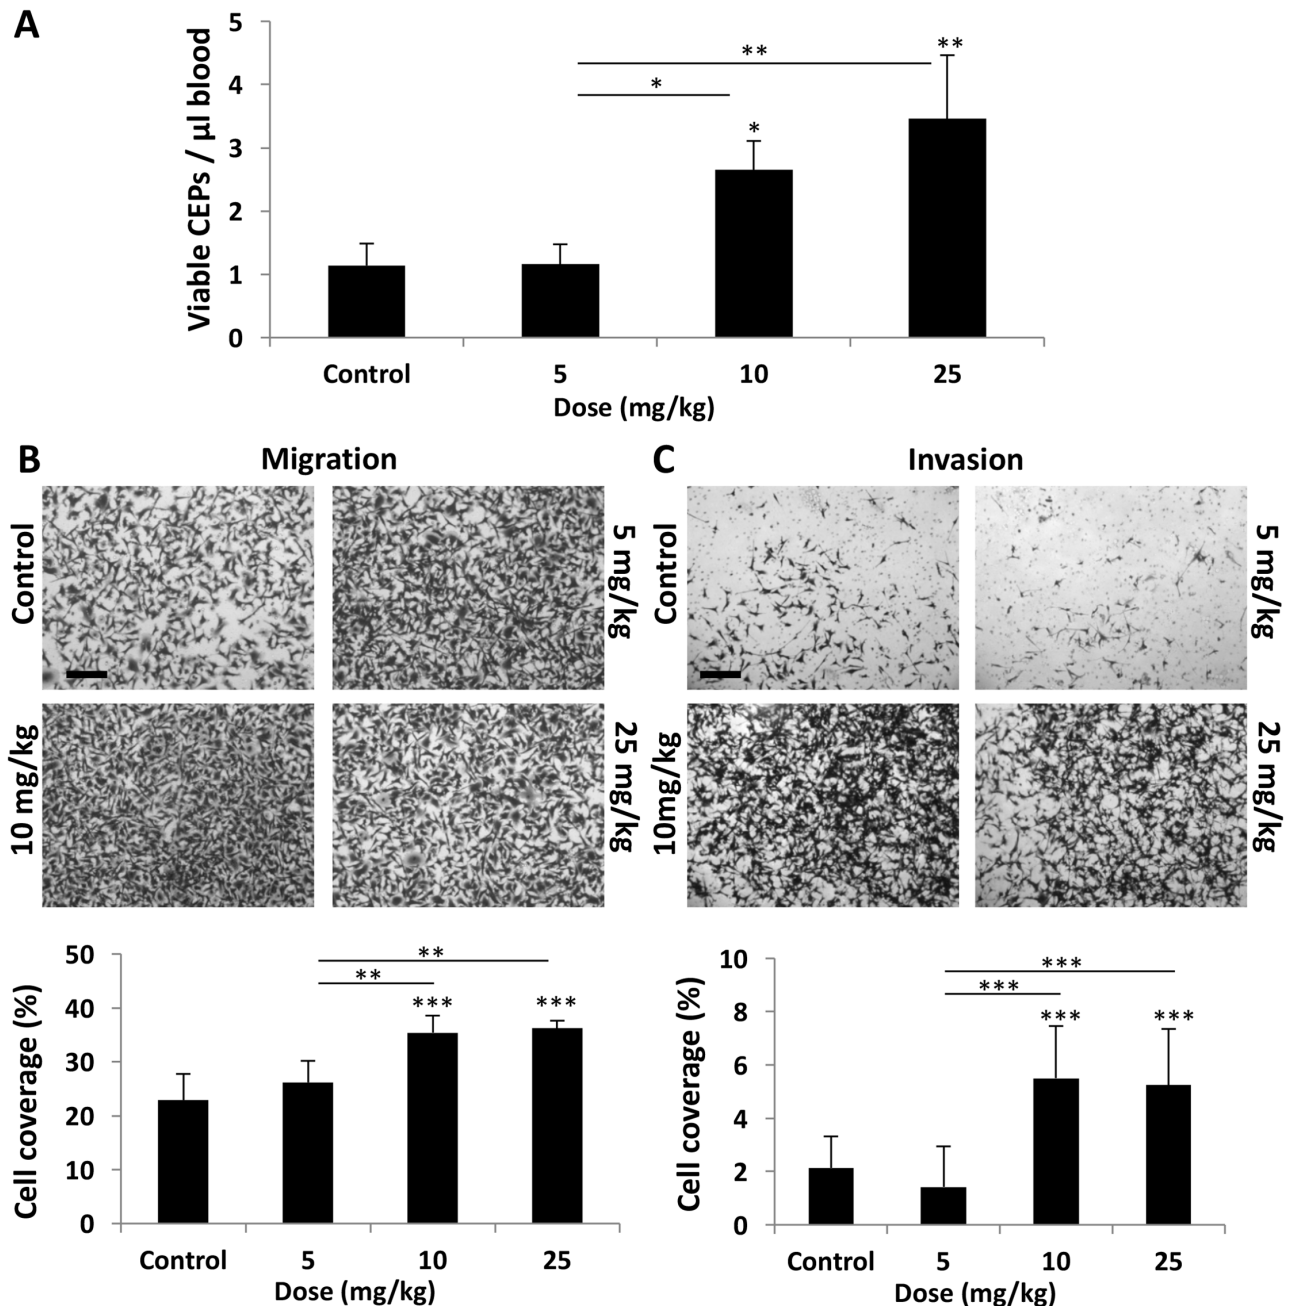 A
Viable CEPs / µl blood
5
4
3
2
1
0
**
*
*
**
Control 5 10 25
Dose (mg/kg)
B Migration
Control
5 mg/kg
10 mg/kg
25 mg/kg
Cell coverage (%)
50
40
30
20
10
0
**
**
*** ***
Control 5 10 25
Dose (mg/kg)
C Invasion
Control
5 mg/kg
10mg/kg
25 mg/kg
Cell coverage (%)
10
8
6
4
2
0
***
***
*** ***
Control 5 10 25
Dose (mg/kg)